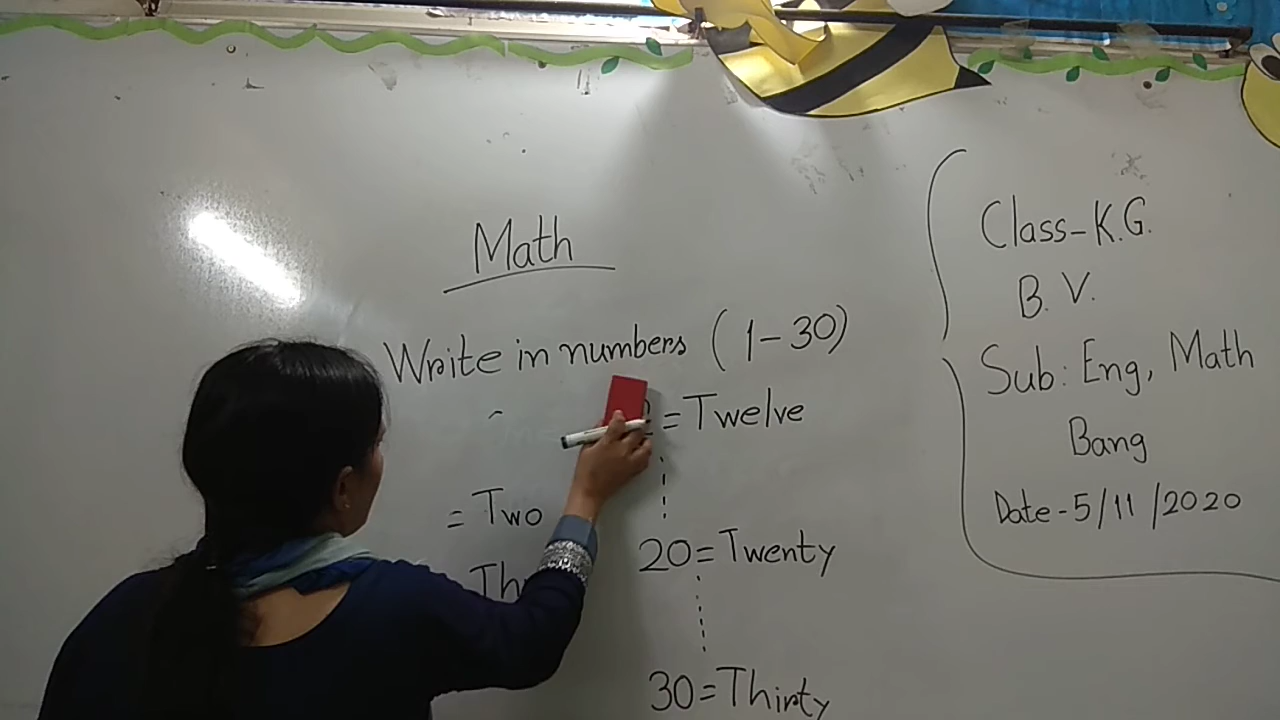 Math
Write in numbers (1-30)
= Twelve
= Two
20 = Twenty
30 = Thirty
Class-K.G.
B.V.
Sub: Eng, Math
Bang
Date-5/11/2020